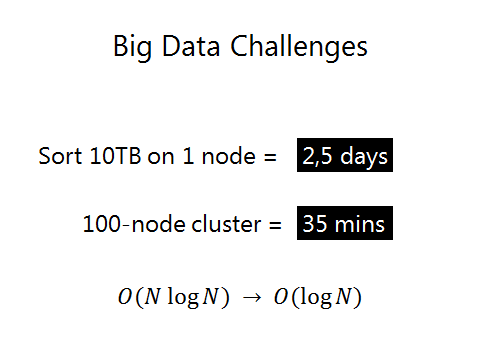 Big Data Challenges
Sort 10TB on 1 node = 2,5 days
100-node cluster = 35 mins
O(N log N) → O(log N)